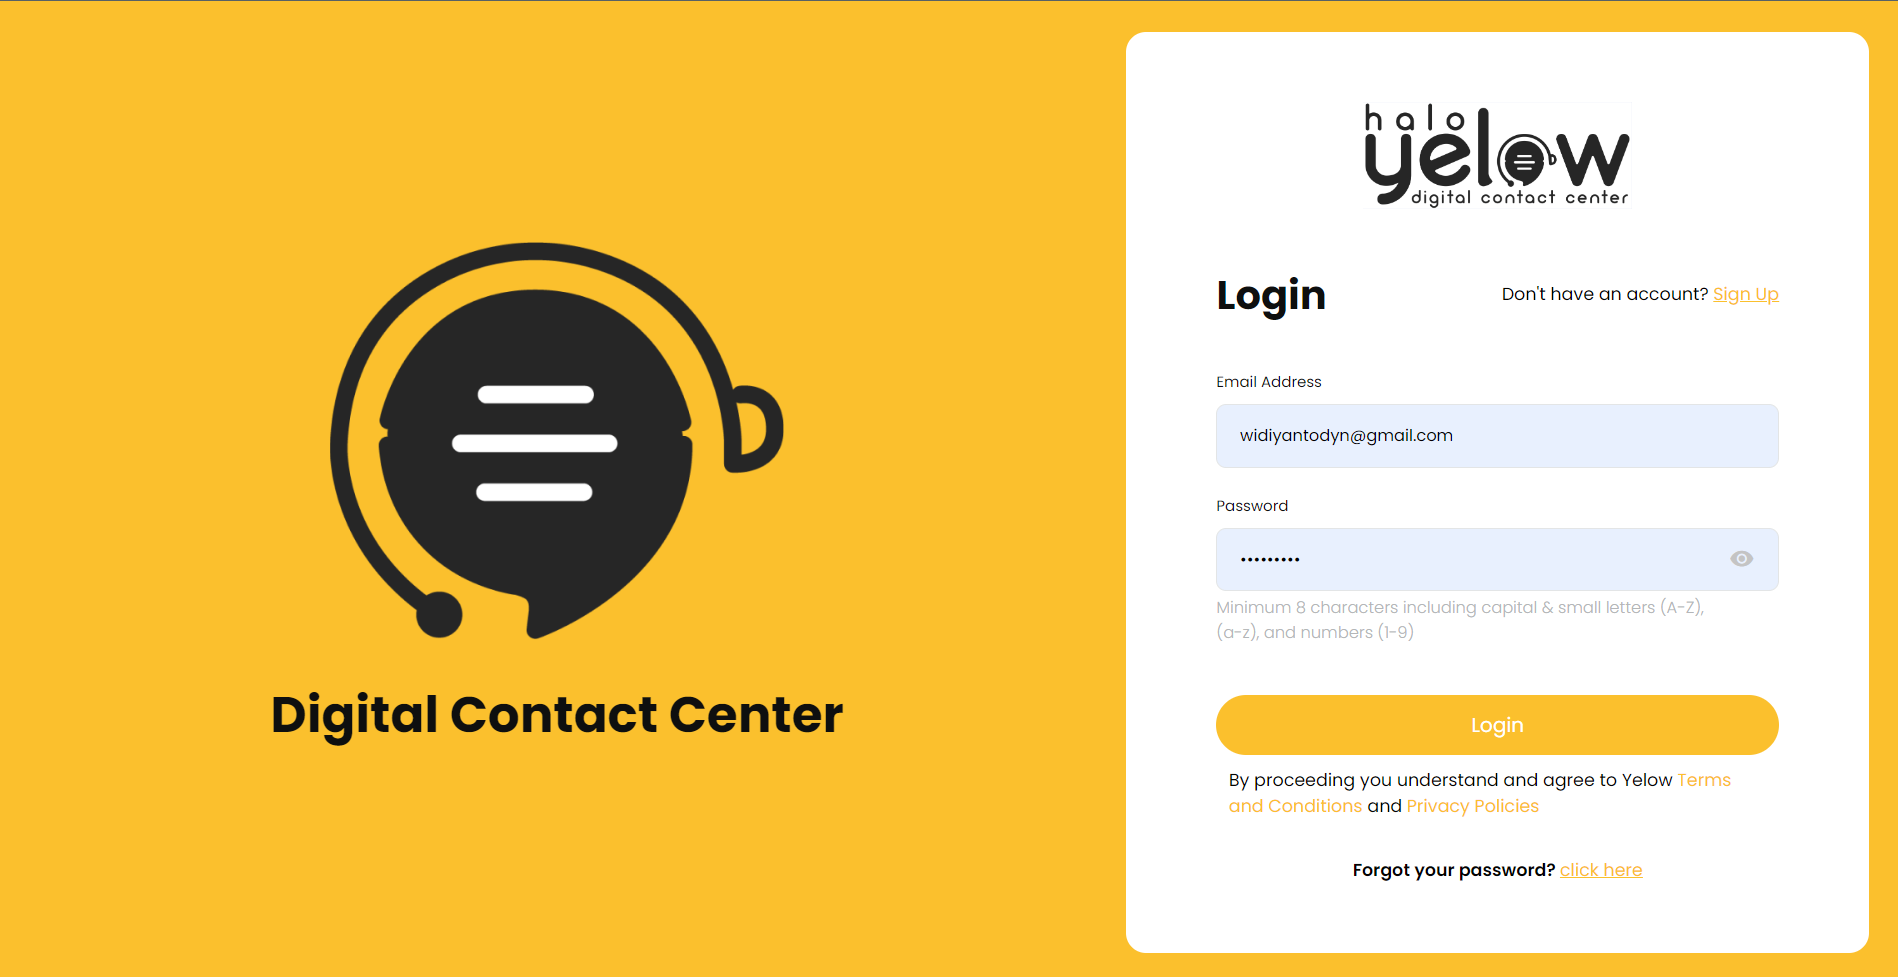 Digital Contact Center
halo
yelow
digital contact center
Login
Don't have an account? Sign Up
Email Address
widiyantodyn@gmail.com
Password
•••••••••
Minimum 8 characters including capital & small letters (A-Z),
(a-z), and numbers (1-9)
Login
By proceeding you understand and agree to Yelow Terms
and Conditions and Privacy Policies
Forgot your password? click here